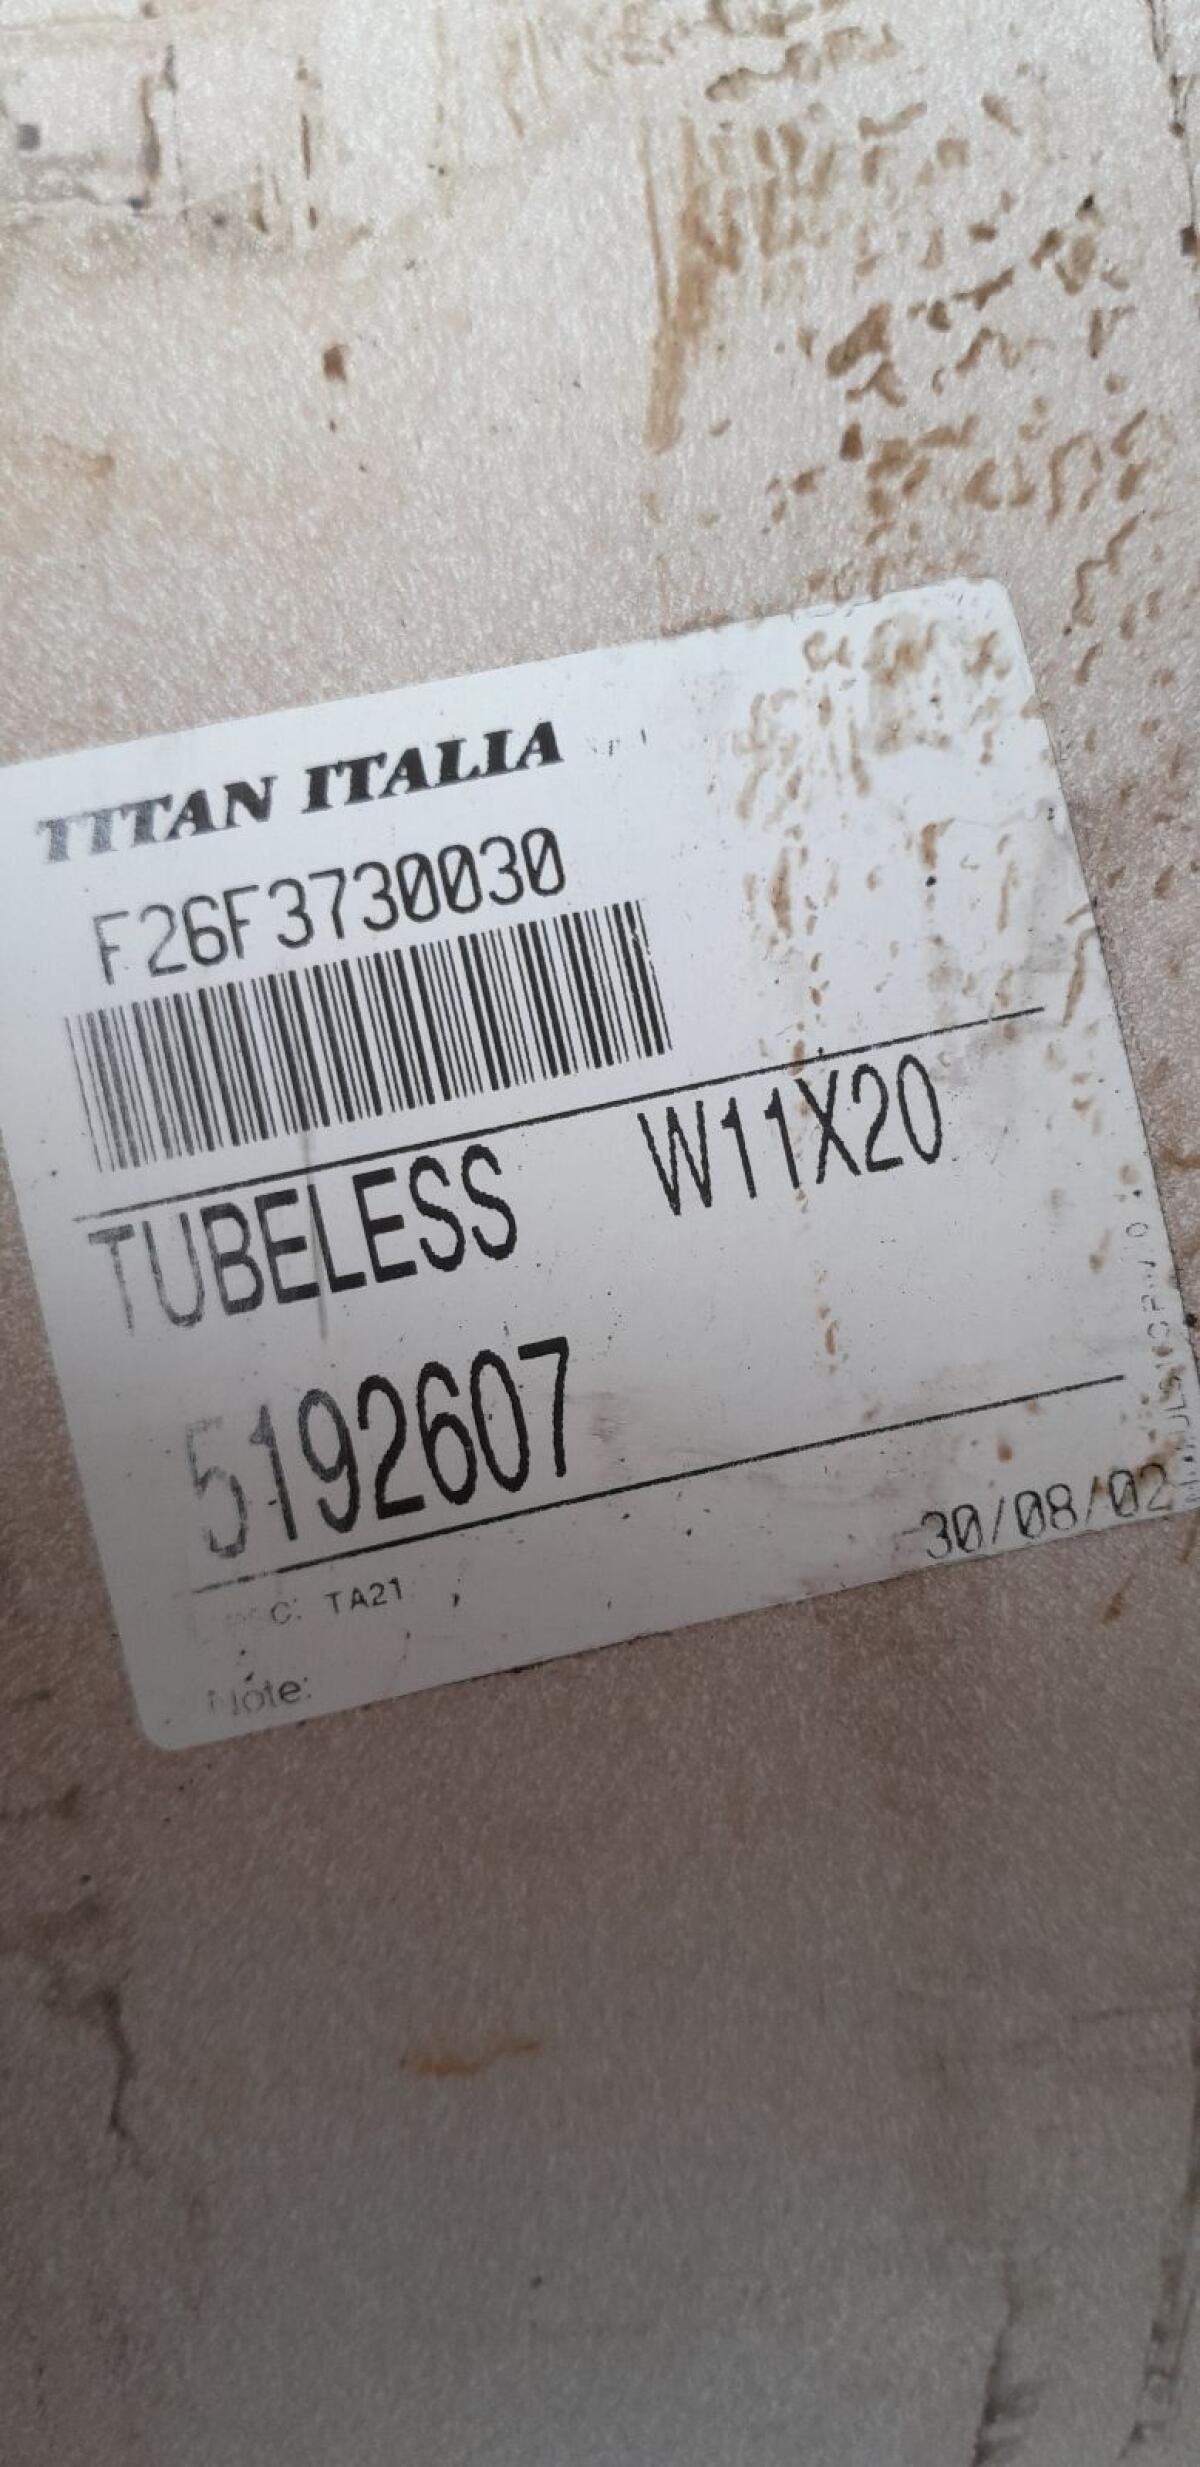 TITAN ITALIA
F26F3730030
TUBELESS W11X20
5192607
30/08/02
TA21
Note: